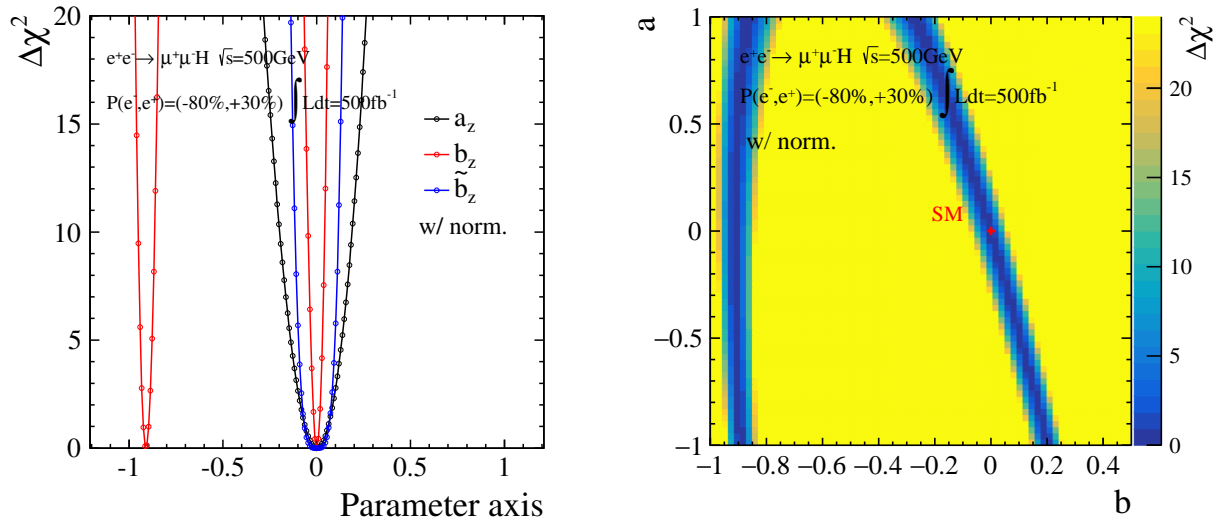 Δχ²
20
15
10
5
0
-1
-0.5
0
0.5
1
Parameter axis
e⁺e⁻→ μ⁺μ⁻H √s=500GeV
P(e⁻,e⁺)=(-80%,+30%) ∫ Ldt=500fb⁻¹
a_z
b_z
b̃_z
w/ norm.
a
1
0.5
0
−0.5
−1
-1
−0.8
−0.6
−0.4
−0.2
0
0.2
0.4
b
e⁺e⁻→ μ⁺μ⁻H √s=500GeV
P(e⁻,e⁺)=(-80%,+30%) ∫ Ldt=500fb⁻¹
w/ norm.
SM
Δχ²
20
15
10
5
0